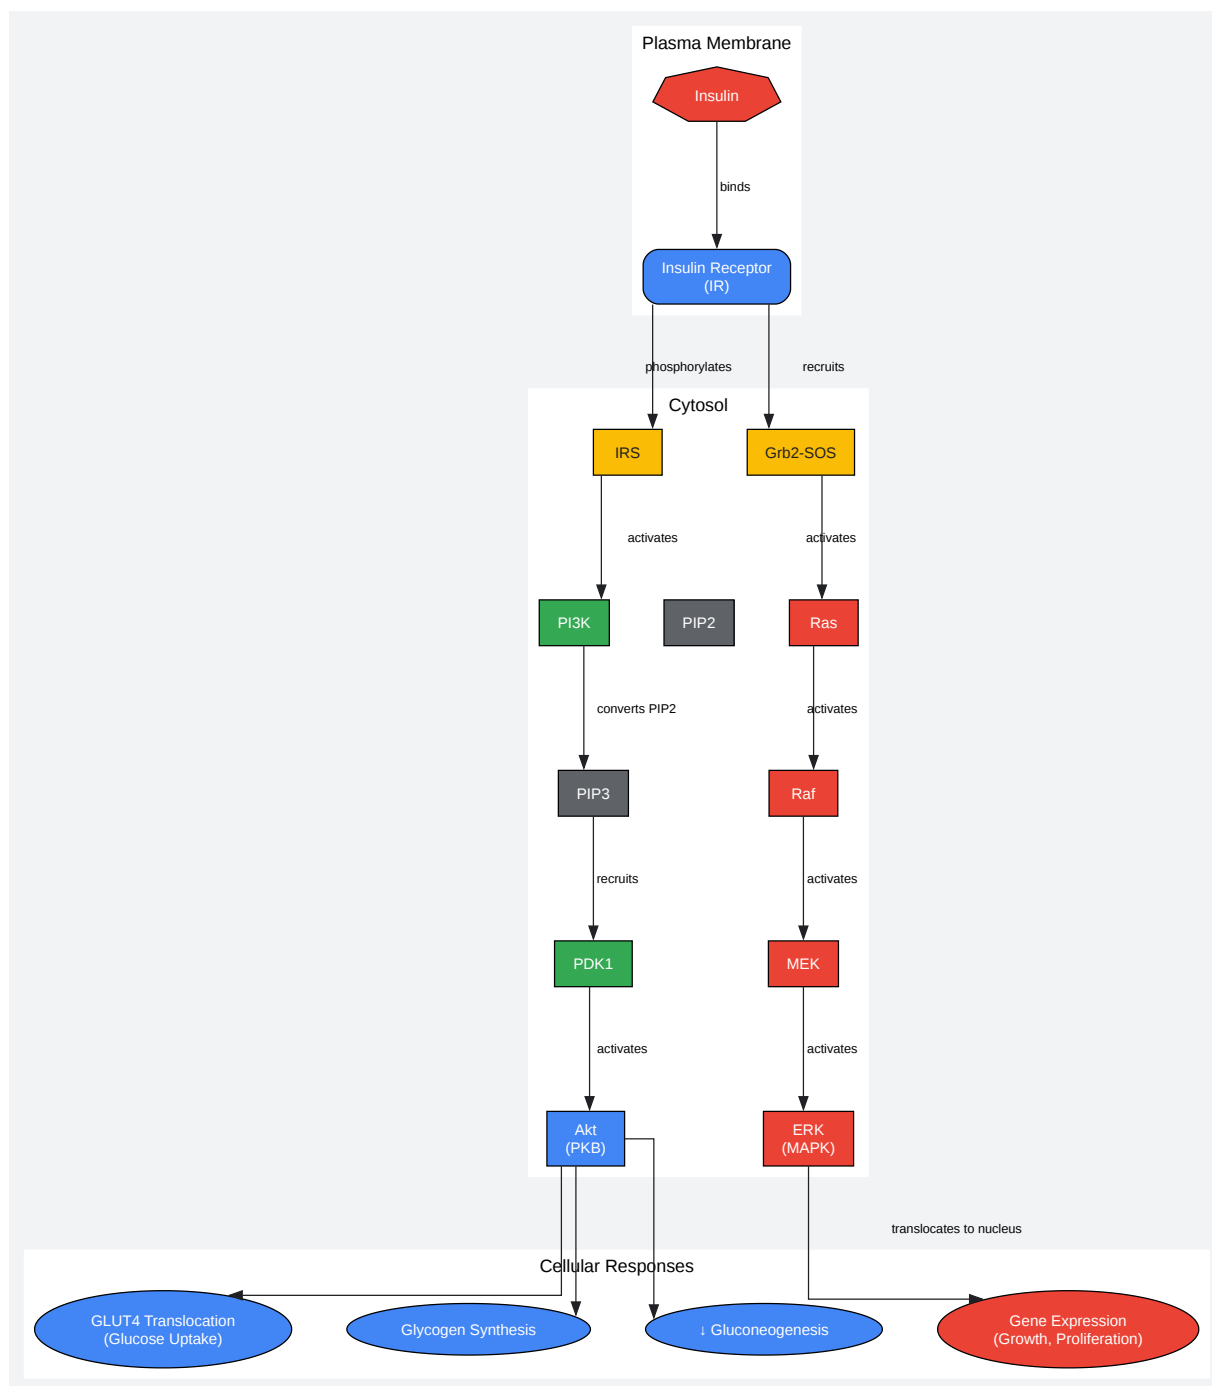 Plasma Membrane
Insulin
binds
Insulin Receptor
(IR)
phosphorylates
recruits
Cytosol
IRS
Grb2-SOS
activates
activates
PI3K
PIP2
Ras
converts PIP2
activates
PIP3
Raf
recruits
activates
PDK1
MEK
activates
activates
Akt
(PKB)
ERK
(MAPK)
translocates to nucleus
Cellular Responses
GLUT4 Translocation
(Glucose Uptake)
Glycogen Synthesis
↓ Gluconeogenesis
Gene Expression
(Growth, Proliferation)